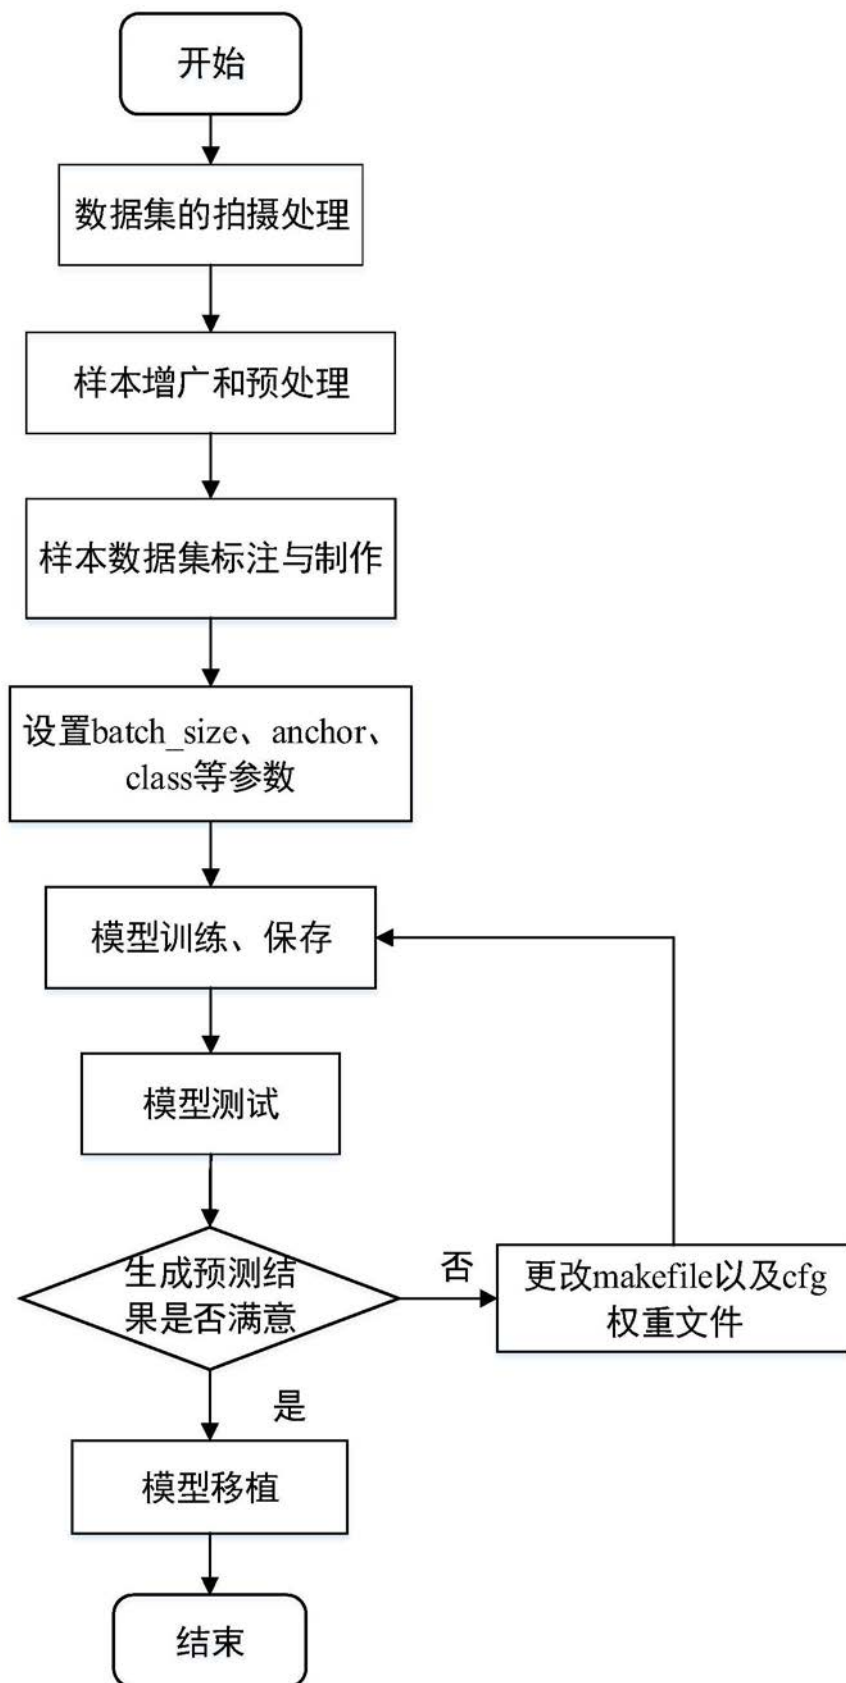 开始
数据集的拍摄处理
样本增广和预处理
样本数据集标注与制作
设置batch_size、anchor、
class等参数
模型训练、保存
模型测试
生成预测结
果是否满意
否
更改makefile以及cfg
权重文件
是
模型移植
结束